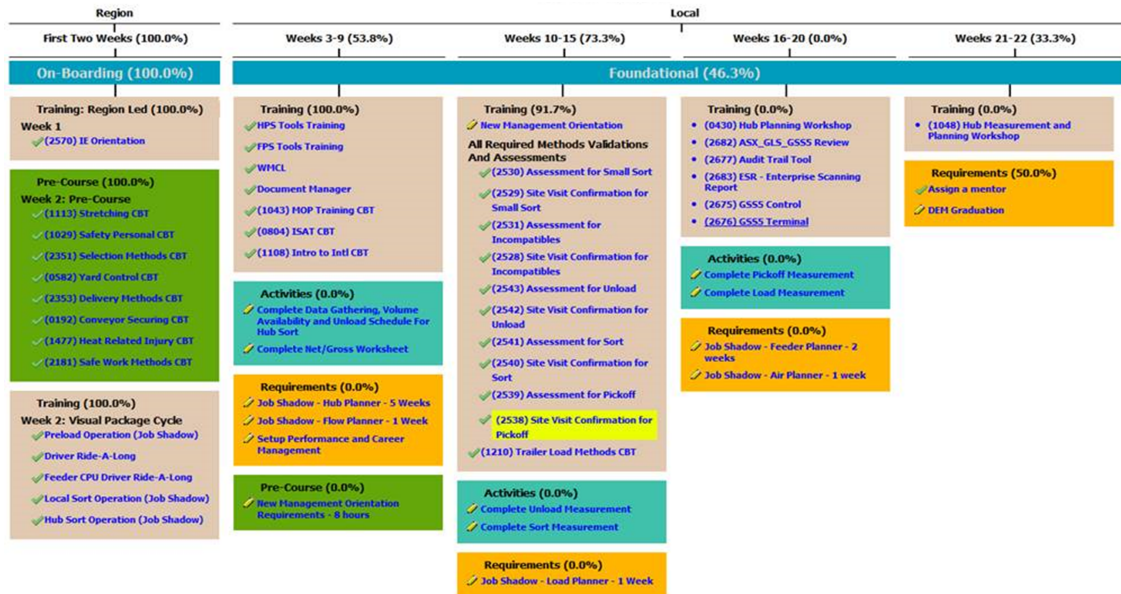 Region
Local
First Two Weeks (100.0%)
Weeks 3-9 (53.8%)
Weeks 10-15 (73.3%)
Weeks 16-20 (0.0%)
Weeks 21-22 (33.3%)
On-Boarding (100.0%)
Foundational (46.3%)
Training: Region Led (100.0%)
Week 1
(2570) IE Orientation
Pre-Course (100.0%)
Week 2: Pre-Course
(1113) Stretching CBT
(1029) Safety Personal CBT
(2351) Selection Methods CBT
(0582) Yard Control CBT
(2353) Delivery Methods CBT
(0192) Conveyor Securing CBT
(1477) Heat Related Injury CBT
(2181) Safe Work Methods CBT
Training (100.0%)
Week 2: Visual Package Cycle
Preload Operation (Job Shadow)
Driver Ride-A-Long
Feeder CPU Driver Ride-A-Long
Local Sort Operation (Job Shadow)
Hub Sort Operation (Job Shadow)
Training (100.0%)
HPS Tools Training
FPS Tools Training
WMCL
Document Manager
(1043) MOP Training CBT
(0804) ISAT CBT
(1108) Intro to Intl CBT
Activities (0.0%)
Complete Data Gathering, Volume
Availability and Unload Schedule For
Hub Sort
Complete Net/Gross Worksheet
Requirements (0.0%)
Job Shadow - Hub Planner - 5 Weeks
Job Shadow - Flow Planner - 1 Week
Setup Performance and Career
Management
Pre-Course (0.0%)
New Management Orientation
Requirements - 8 hours
Training (91.7%)
New Management Orientation
All Required Methods Validations
And Assessments
(2530) Assessment for Small Sort
(2529) Site Visit Confirmation for
Small Sort
(2531) Assessment for
Incompatibles
(2528) Site Visit Confirmation for
Incompatibles
(2543) Assessment for Unload
(2542) Site Visit Confirmation for
Unload
(2541) Assessment for Sort
(2540) Site Visit Confirmation for
Sort
(2539) Assessment for Pickoff
(2538) Site Visit Confirmation for
Pickoff
(1210) Trailer Load Methods CBT
Activities (0.0%)
Complete Unload Measurement
Complete Sort Measurement
Requirements (0.0%)
Job Shadow - Load Planner - 1 Week
Training (0.0%)
• (0430) Hub Planning Workshop
• (2682) ASX_GLS_GSS5 Review
• (2677) Audit Trail Tool
• (2683) ESR - Enterprise Scanning
Report
• (2675) GSS5 Control
• (2676) GSS5 Terminal
Activities (0.0%)
Complete Pickoff Measurement
Complete Load Measurement
Requirements (0.0%)
Job Shadow - Feeder Planner - 2
weeks
Job Shadow - Air Planner - 1 week
Training (0.0%)
• (1048) Hub Measurement and
Planning Workshop
Requirements (50.0%)
Assign a mentor
DEM Graduation